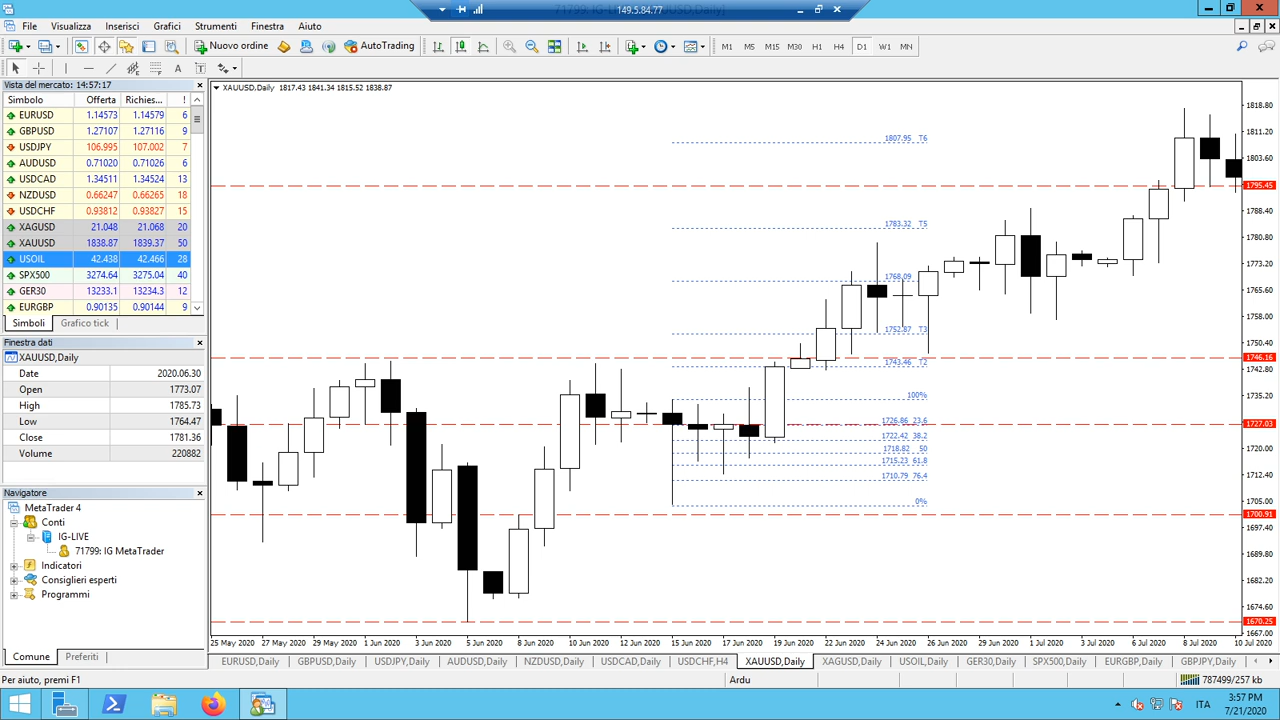 149.5.84.77
File Visualizza Inserisci Grafici Strumenti Finestra Aiuto
Nuovo ordine AutoTrading M1 M5 M15 M30 H1 H4 D1 W1 MN
Vista del mercato: 14:57:17
Simbolo Offerta Richies... !
EURUSD 1.14573 1.14579 6
GBPUSD 1.27107 1.27116 9
USDJPY 106.995 107.002 7
AUDUSD 0.71020 0.71026 6
USDCAD 1.34511 1.34524 13
NZDUSD 0.66247 0.66265 18
USDCHF 0.93812 0.93827 15
XAGUSD 21.048 21.068 20
XAUUSD 1838.87 1839.37 50
USOIL 42.438 42.466 28
SPX500 3274.64 3275.04 40
GER30 13233.1 13234.3 12
EURGBP 0.90135 0.90144 9
Simboli Grafico tick
Finestra dati
XAUUSD,Daily
Date 2020.06.30
Open 1773.07
High 1785.73
Low 1764.47
Close 1781.36
Volume 220882
Navigatore
MetaTrader 4
Conti
IG-LIVE
71799: IG MetaTrader
Indicatori
Consiglieri esperti
Programmi
Comune Preferiti
XAUUSD,Daily 1817.43 1841.34 1815.52 1838.87
1807.95 T6
1783.32 T5
1768.09
1752.87 T3
1743.46 T2
100%
1726.86 23.6
1722.42 38.2
1718.82 50
1715.23 61.8
1710.79 76.4
0%
1818.80
1811.20
1803.60
1795.45
1788.40
1780.80
1773.20
1765.60
1758.00
1750.40
1746.16
1742.80
1735.20
1727.03
1720.00
1712.40
1705.00
1700.91
1697.40
1689.80
1682.20
1674.60
1670.25
1667.00
25 May 2020 27 May 2020 29 May 2020 1 Jun 2020 3 Jun 2020 5 Jun 2020 8 Jun 2020 10 Jun 2020 12 Jun 2020 15 Jun 2020 17 Jun 2020 19 Jun 2020 22 Jun 2020 24 Jun 2020 26 Jun 2020 29 Jun 2020 1 Jul 2020 3 Jul 2020 6 Jul 2020 8 Jul 2020 10 Jul 2020
EURUSD,Daily GBPUSD,Daily USDJPY,Daily AUDUSD,Daily NZDUSD,Daily USDCAD,Daily USDCHF,H4 XAUUSD,Daily XAGUSD,Daily USOIL,Daily GER30,Daily SPX500,Daily EURGBP,Daily GBPJPY,Daily
Per aiuto, premi F1 Ardu 787499/257 kb
ITA
3:57 PM
7/21/2020